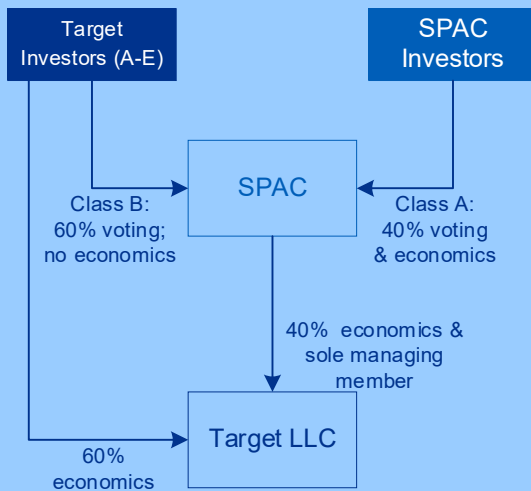 Target
Investors (A-E)
SPAC
Investors
SPAC
Class B:
60% voting;
no economics
Class A:
40% voting
& economics
40% economics &
sole managing
member
Target LLC
60%
economics